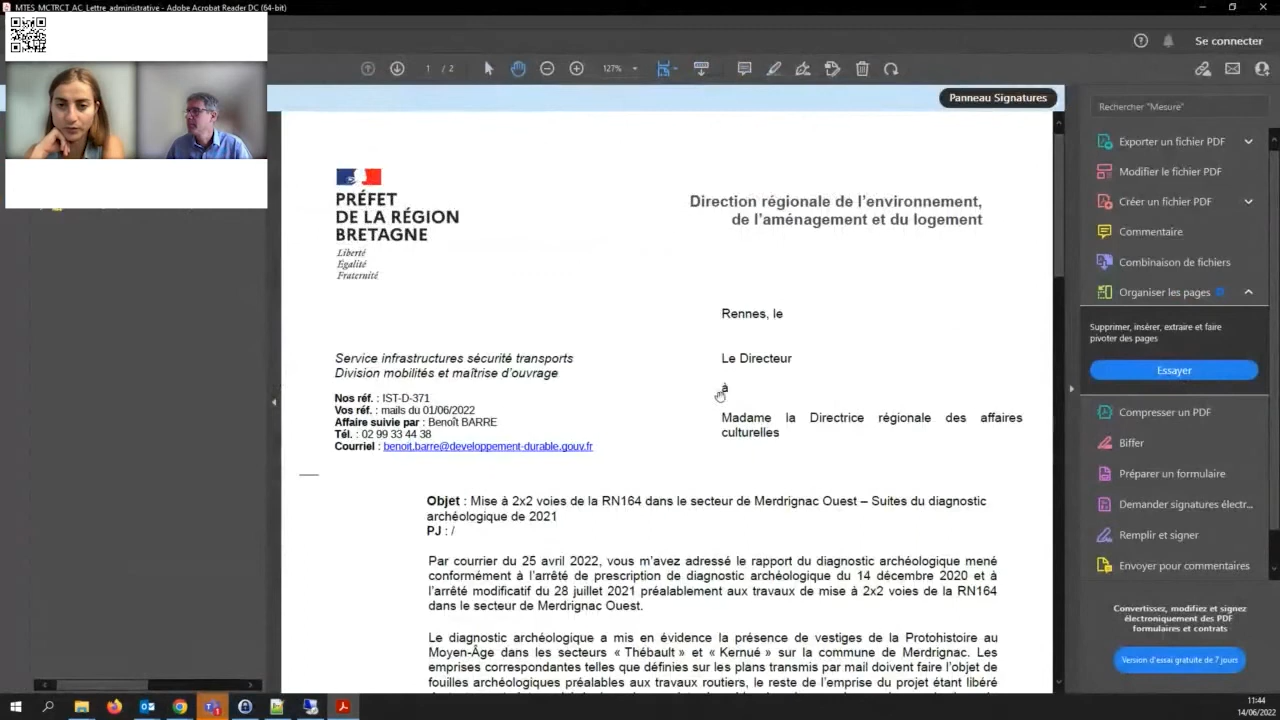 MTES_MCTRCT_AC_Lettre_administrative - Adobe Acrobat Reader DC (64-bit)
Se connecter
1 / 2
127%
Panneau Signatures
Rechercher "Mesure"
Exporter un fichier PDF
Modifier le fichier PDF
Créer un fichier PDF
Commentaire
Combinaison de fichiers
Organiser les pages
Supprimer, insérer, extraire et faire
pivoter des pages
Essayer
Compresser un PDF
Biffer
Préparer un formulaire
Demander signatures électr...
Remplir et signer
Envoyer pour commentaires
Convertissez, modifiez et signez
électroniquement des PDF
formulaires et contrats
Version d'essai gratuite de 7 jours
PRÉFET
DE LA RÉGION
BRETAGNE
Liberté
Égalité
Fraternité
Direction régionale de l'environnement,
de l'aménagement et du logement
Rennes, le
Le Directeur
à
Madame la Directrice régionale des affaires
culturelles
Service infrastructures sécurité transports
Division mobilités et maîtrise d'ouvrage
Nos réf. : IST-D-371
Vos réf. : mails du 01/06/2022
Affaire suivie par : Benoît BARRE
Tél. : 02 99 33 44 38
Courriel : benoit.barre@developpement-durable.gouv.fr
Objet : Mise à 2x2 voies de la RN164 dans le secteur de Merdrignac Ouest – Suites du diagnostic
archéologique de 2021
PJ : /
Par courrier du 25 avril 2022, vous m'avez adressé le rapport du diagnostic archéologique mené
conformément à l'arrêté de prescription de diagnostic archéologique du 14 décembre 2020 et à
l'arrêté modificatif du 28 juillet 2021 préalablement aux travaux de mise à 2x2 voies de la RN164
dans le secteur de Merdrignac Ouest.
Le diagnostic archéologique a mis en évidence la présence de vestiges de la Protohistoire au
Moyen-Âge dans les secteurs « Thébault » et « Kernué » sur la commune de Merdrignac. Les
emprises correspondantes telles que définies sur les plans transmis par mail doivent faire l'objet de
fouilles archéologiques préalables aux travaux routiers, le reste de l'emprise du projet étant libéré
11:44
14/06/2022